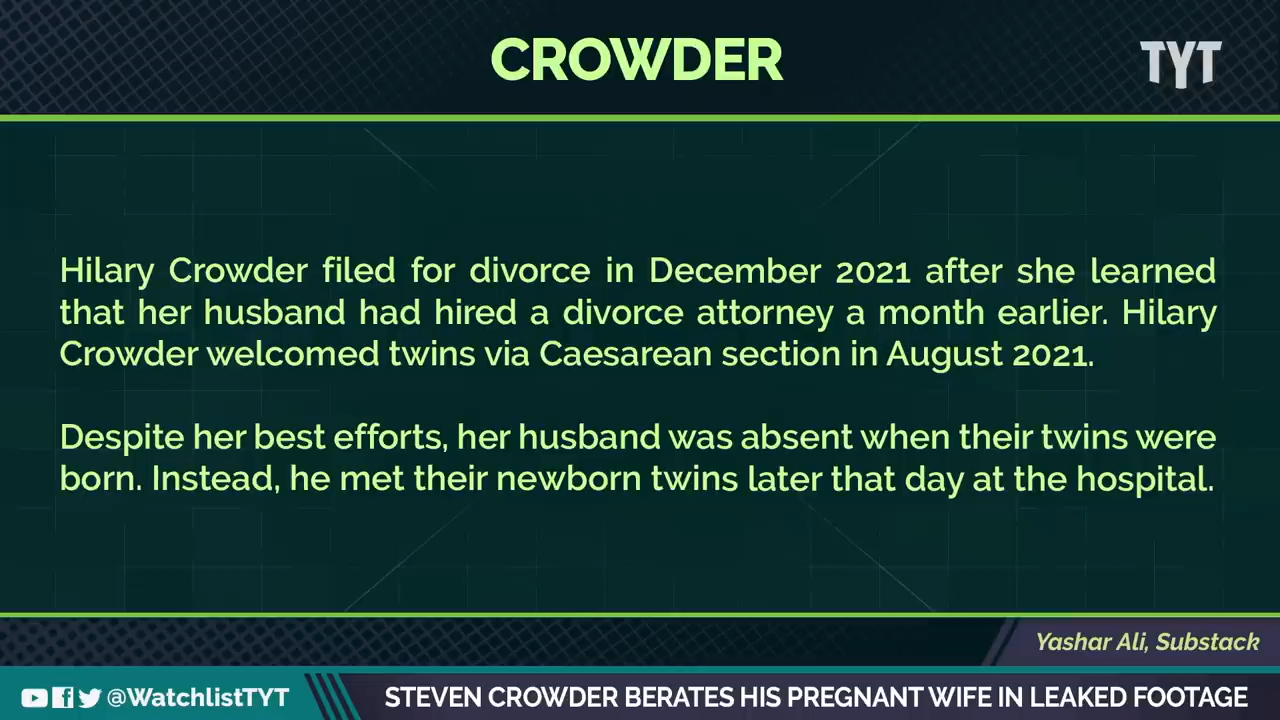 CROWDER
TYT
Hilary Crowder filed for divorce in December 2021 after she learned
that her husband had hired a divorce attorney a month earlier. Hilary
Crowder welcomed twins via Caesarean section in August 2021.
Despite her best efforts, her husband was absent when their twins were
born. Instead, he met their newborn twins later that day at the hospital.
Yashar Ali, Substack
@WatchlistTYT
STEVEN CROWDER BERATES HIS PREGNANT WIFE IN LEAKED FOOTAGE